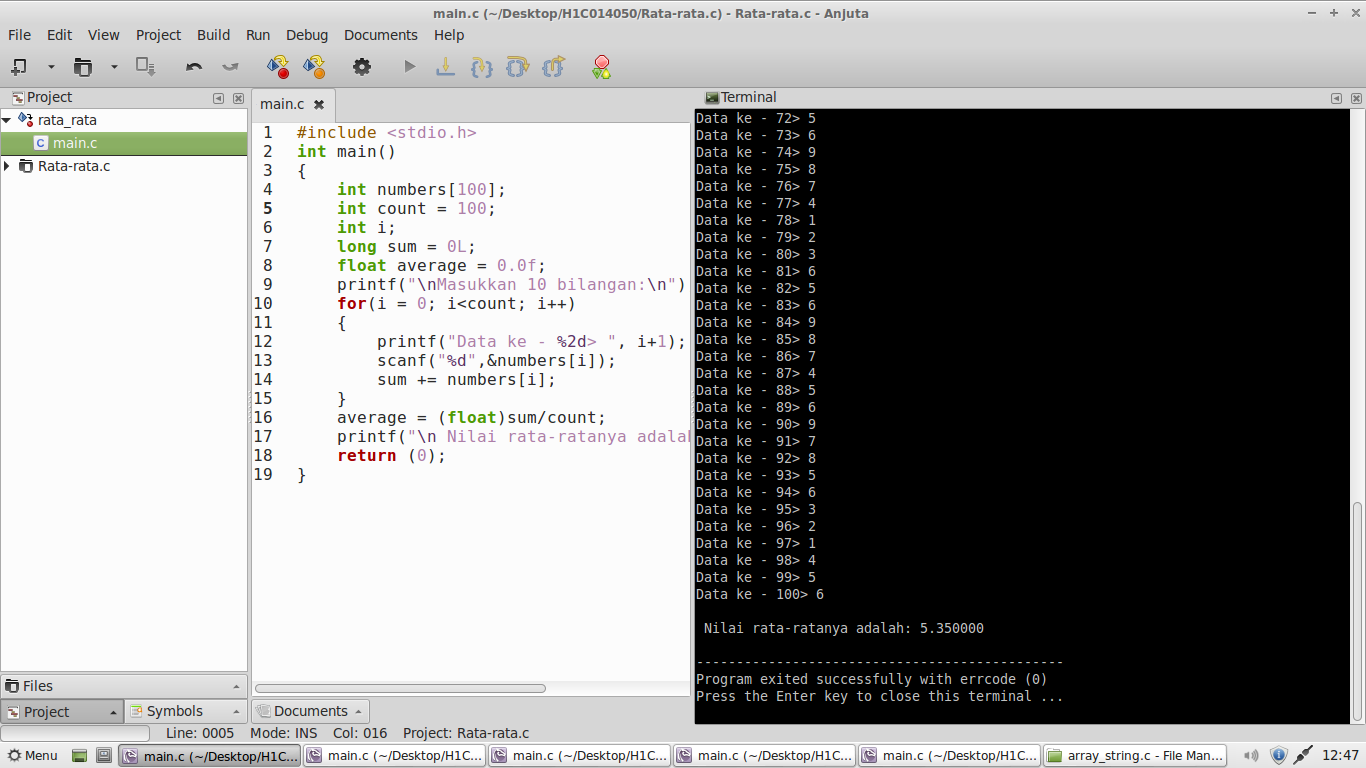 main.c (~/Desktop/H1C014050/Rata-rata.c) - Rata-rata.c - Anjuta
File Edit View Project Build Run Debug Documents Help
Project
rata_rata
main.c
Rata-rata.c
Files
Project Symbols
main.c
1 #include <stdio.h>
2 int main()
3 {
4 int numbers[100];
5 int count = 100;
6 int i;
7 long sum = 0L;
8 float average = 0.0f;
9 printf("\nMasukkan 10 bilangan:\n")
10 for(i = 0; i<count; i++)
11 {
12 printf("Data ke - %2d> ", i+1);
13 scanf("%d",&numbers[i]);
14 sum += numbers[i];
15 }
16 average = (float)sum/count;
17 printf("\n Nilai rata-ratanya adalah
18 return (0);
19 }
Documents
Terminal
Data ke - 72> 5
Data ke - 73> 6
Data ke - 74> 9
Data ke - 75> 8
Data ke - 76> 7
Data ke - 77> 4
Data ke - 78> 1
Data ke - 79> 2
Data ke - 80> 3
Data ke - 81> 6
Data ke - 82> 5
Data ke - 83> 6
Data ke - 84> 9
Data ke - 85> 8
Data ke - 86> 7
Data ke - 87> 4
Data ke - 88> 5
Data ke - 89> 6
Data ke - 90> 9
Data ke - 91> 7
Data ke - 92> 8
Data ke - 93> 5
Data ke - 94> 6
Data ke - 95> 3
Data ke - 96> 2
Data ke - 97> 1
Data ke - 98> 4
Data ke - 99> 5
Data ke - 100> 6
Nilai rata-ratanya adalah: 5.350000
----------------------------------------------
Program exited successfully with errcode (0)
Press the Enter key to close this terminal ...
Line: 0005 Mode: INS Col: 016 Project: Rata-rata.c
Menu main.c (~/Desktop/H1C... main.c (~/Desktop/H1C... main.c (~/Desktop/H1C... main.c (~/Desktop/H1C... main.c (~/Desktop/H1C... array_string.c - File Man... 12:47